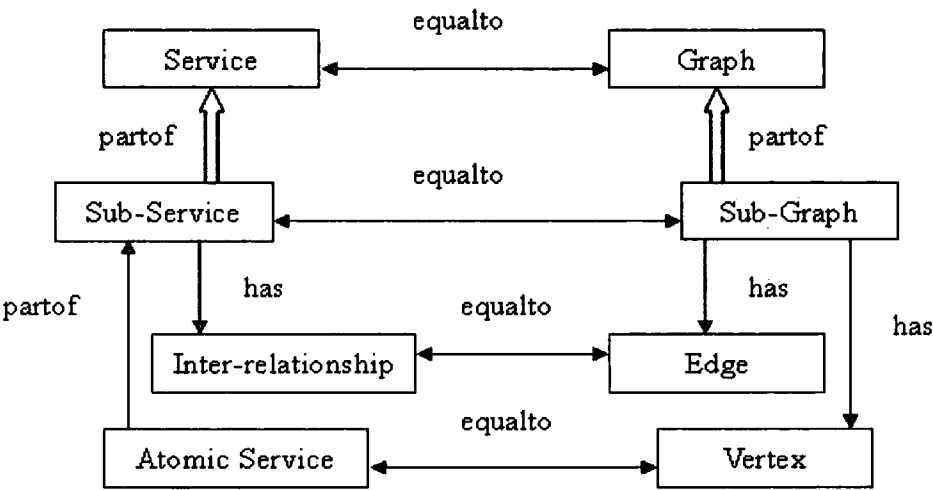 equalto
Service
Graph
partof
partof
equalto
Sub-Service
Sub-Graph
has
has
partof
equalto
has
Inter-relationship
Edge
equalto
Atomic Service
Vertex